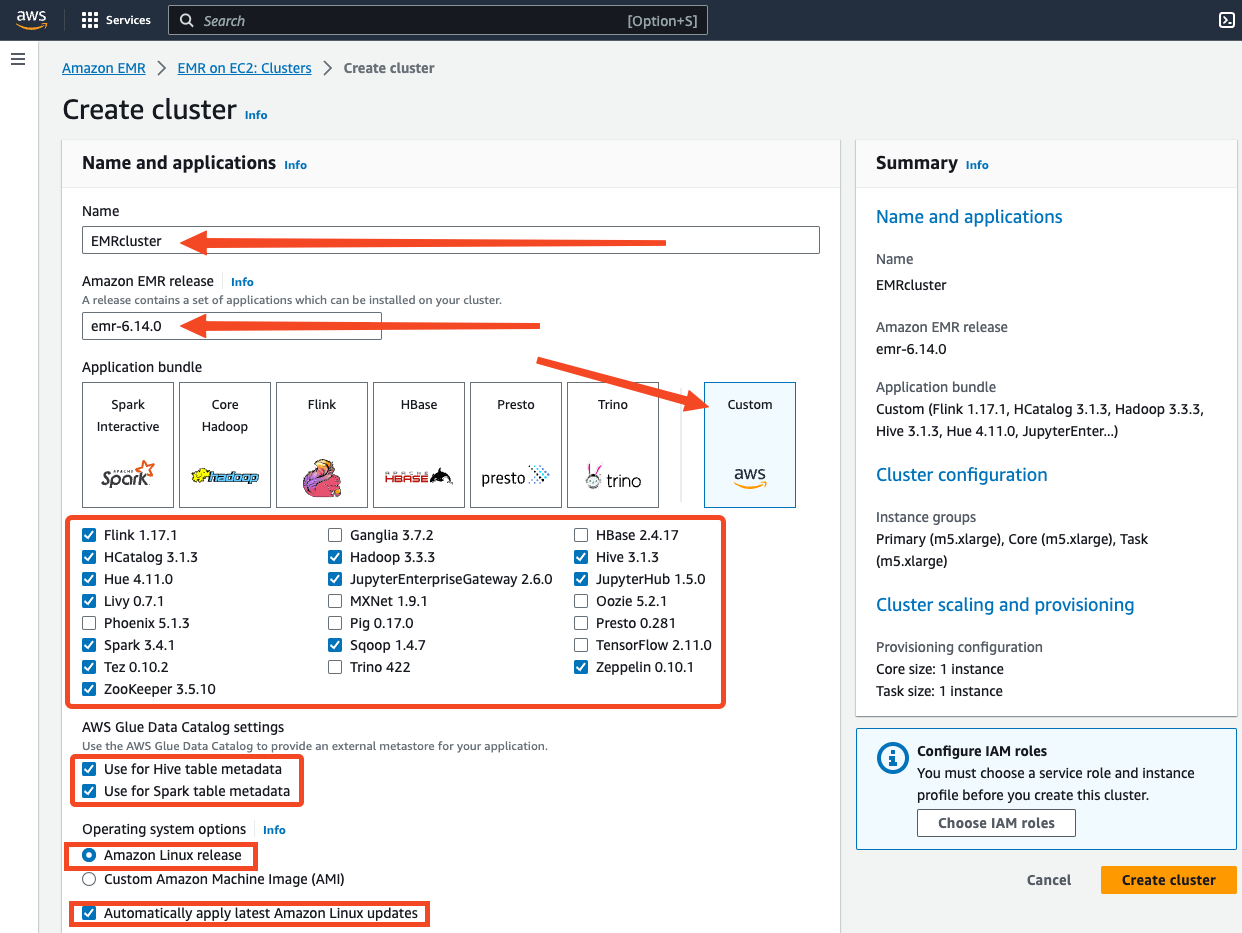 aws
Services
Search
[Option+S]
Amazon EMR
EMR on EC2: Clusters
Create cluster
Create cluster Info
Name and applications Info
Name
EMRcluster
Amazon EMR release Info
A release contains a set of applications which can be installed on your cluster.
emr-6.14.0
Application bundle
Spark
Interactive
APACHE
Spark
Core
Hadoop
hadoop
Flink
HBase
APACHE
HBASE
Presto
presto
Trino
trino
Custom
aws
Flink 1.17.1
Ganglia 3.7.2
HBase 2.4.17
HCatalog 3.1.3
Hadoop 3.3.3
Hive 3.1.3
Hue 4.11.0
JupyterEnterpriseGateway 2.6.0
JupyterHub 1.5.0
Livy 0.7.1
MXNet 1.9.1
Oozie 5.2.1
Phoenix 5.1.3
Pig 0.17.0
Presto 0.281
Spark 3.4.1
Sqoop 1.4.7
TensorFlow 2.11.0
Tez 0.10.2
Trino 422
Zeppelin 0.10.1
ZooKeeper 3.5.10
AWS Glue Data Catalog settings
Use the AWS Glue Data Catalog to provide an external metastore for your application.
Use for Hive table metadata
Use for Spark table metadata
Operating system options Info
Amazon Linux release
Custom Amazon Machine Image (AMI)
Automatically apply latest Amazon Linux updates
Summary Info
Name and applications
Name
EMRcluster
Amazon EMR release
emr-6.14.0
Application bundle
Custom (Flink 1.17.1, HCatalog 3.1.3, Hadoop 3.3.3,
Hive 3.1.3, Hue 4.11.0, JupyterEnter...)
Cluster configuration
Instance groups
Primary (m5.xlarge), Core (m5.xlarge), Task
(m5.xlarge)
Cluster scaling and provisioning
Provisioning configuration
Core size: 1 instance
Task size: 1 instance
Configure IAM roles
You must choose a service role and instance
profile before you create this cluster.
Choose IAM roles
Cancel
Create cluster